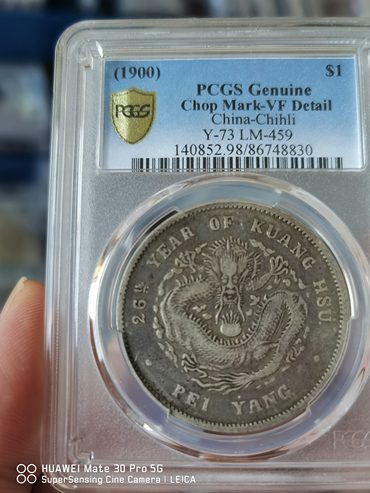 (1900) $1
PCGS Genuine
Chop Mark-VF Detail
China-Chihli
Y-73 LM-459
140852.98/86748830
PCGS
26TH YEAR OF KUANG HSU
PEI YANG
PCGS
HUAWEI Mate 30 Pro 5G
SuperSensing Cine Camera | LEICA